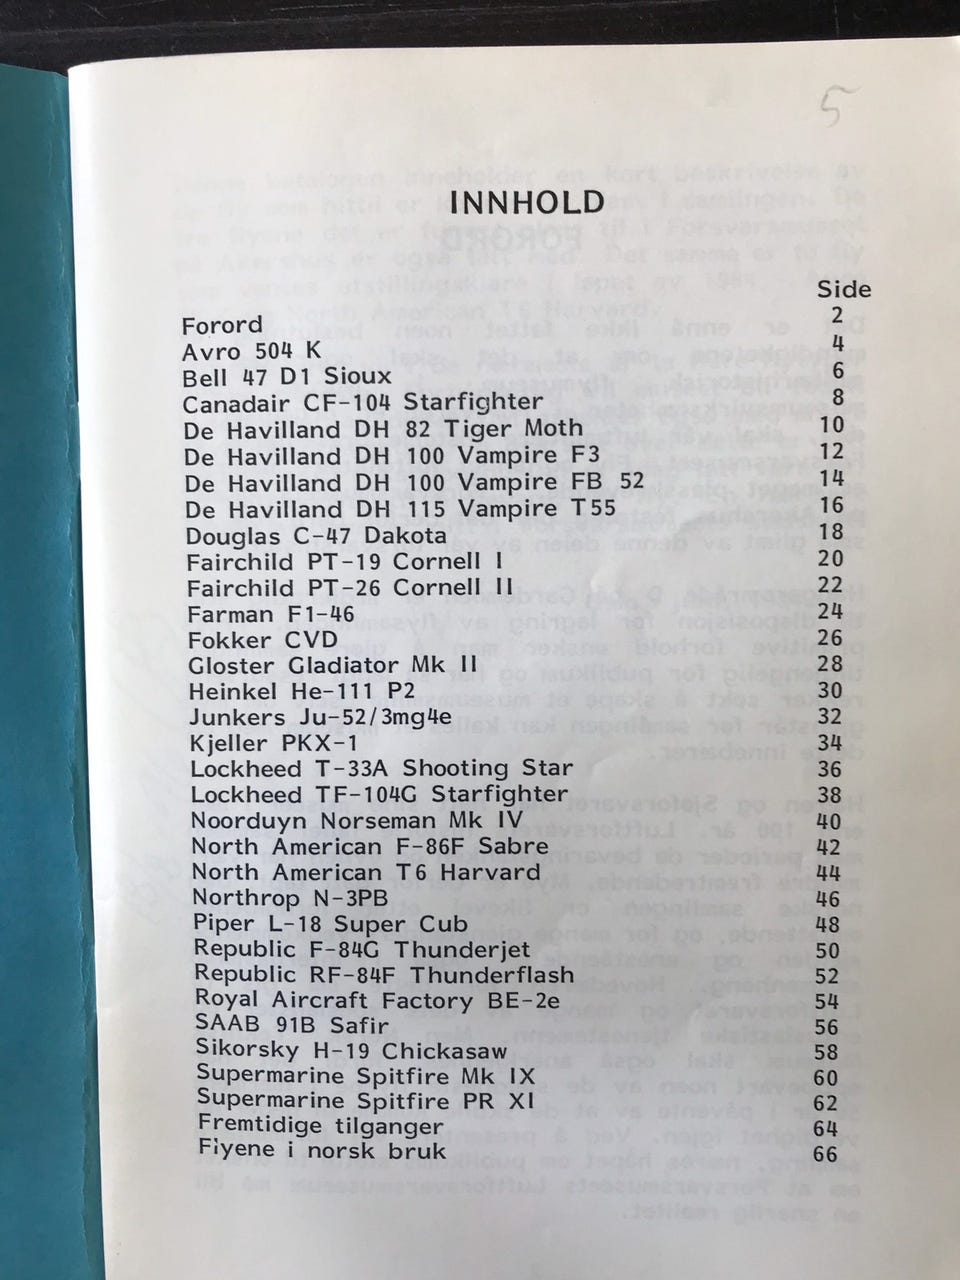 5
INNHOLD
Side
Forord 2
Avro 504 K 4
Bell 47 D1 Sioux 6
Canadair CF-104 Starfighter 8
De Havilland DH 82 Tiger Moth 10
De Havilland DH 100 Vampire F3 12
De Havilland DH 100 Vampire FB 52 14
De Havilland DH 115 Vampire T55 16
Douglas C-47 Dakota 18
Fairchild PT-19 Cornell I 20
Fairchild PT-26 Cornell II 22
Farman F1-46 24
Fokker CVD 26
Gloster Gladiator Mk II 28
Heinkel He-111 P2 30
Junkers Ju-52/3mg4e 32
Kjeller PKX-1 34
Lockheed T-33A Shooting Star 36
Lockheed TF-104G Starfighter 38
Noorduyn Norseman Mk IV 40
North American F-86F Sabre 42
North American T6 Harvard 44
Northrop N-3PB 46
Piper L-18 Super Cub 48
Republic F-84G Thunderjet 50
Republic RF-84F Thunderflash 52
Royal Aircraft Factory BE-2e 54
SAAB 91B Safir 56
Sikorsky H-19 Chickasaw 58
Supermarine Spitfire Mk IX 60
Supermarine Spitfire PR XI 62
Fremtidige tilganger 64
Flyene i norsk bruk 66